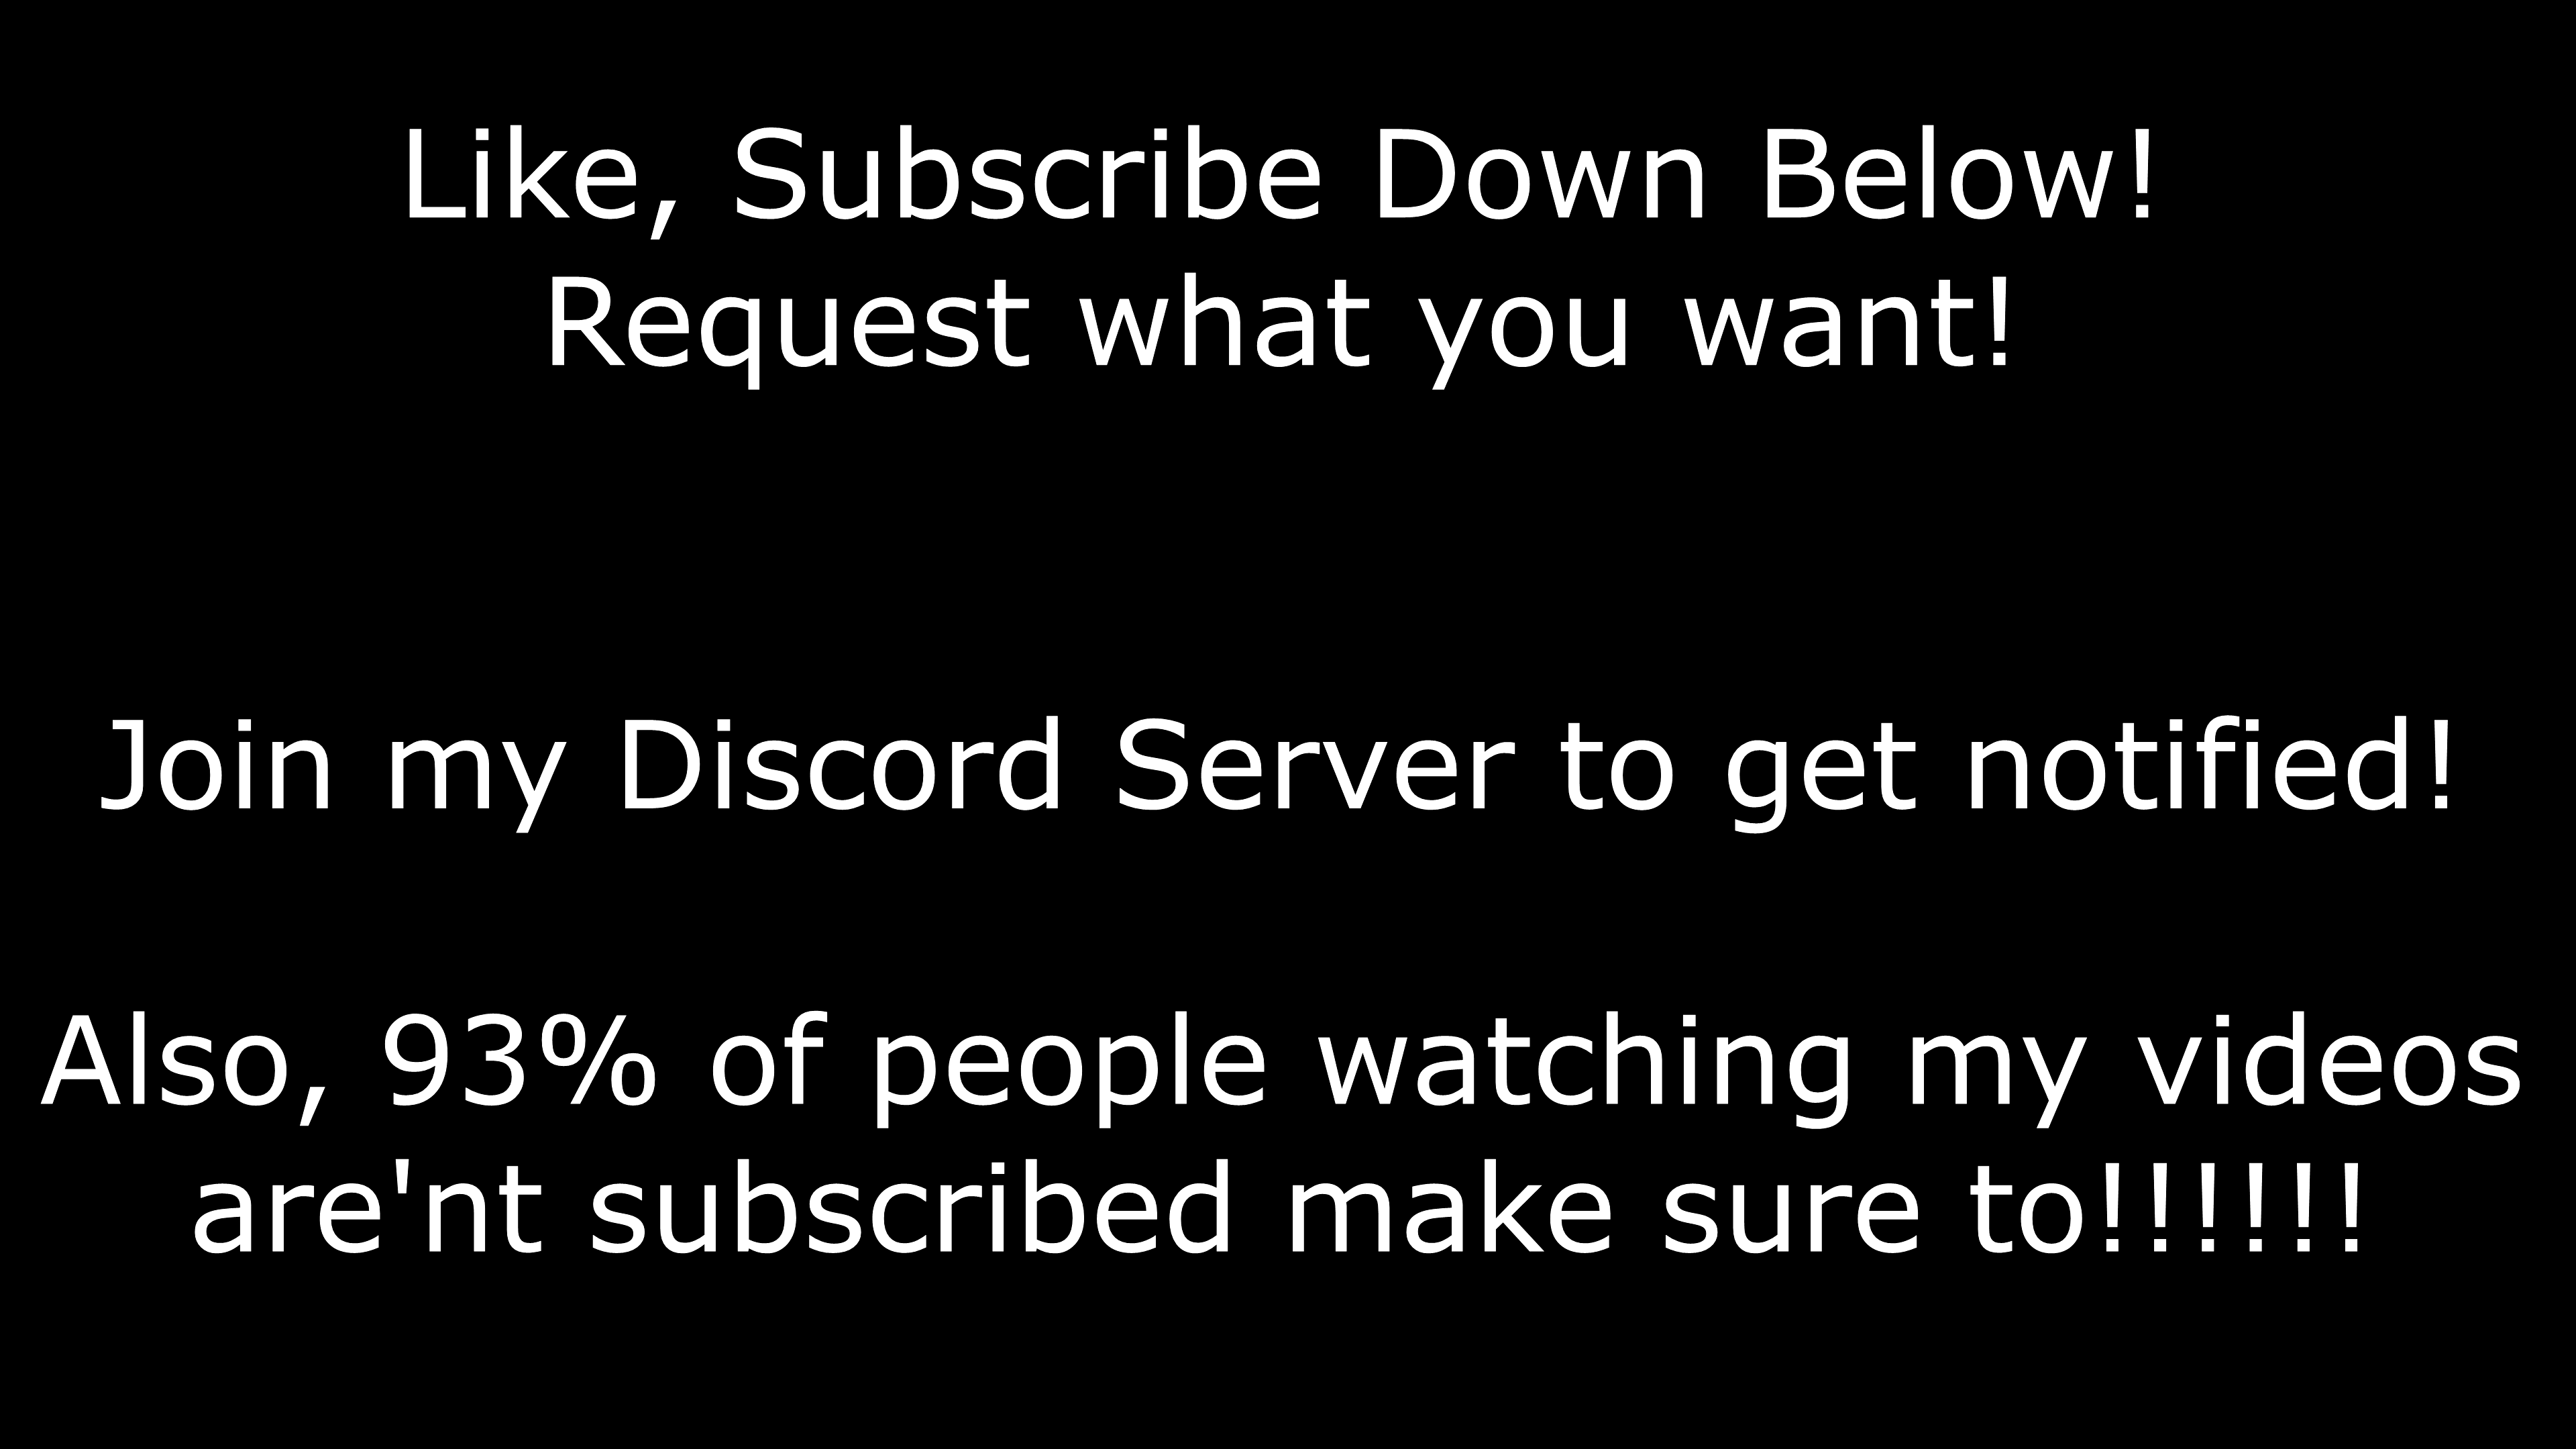 Like, Subscribe Down Below!
Request what you want!
Join my Discord Server to get notified!
Also, 93% of people watching my videos
are'nt subscribed make sure to!!!!!!